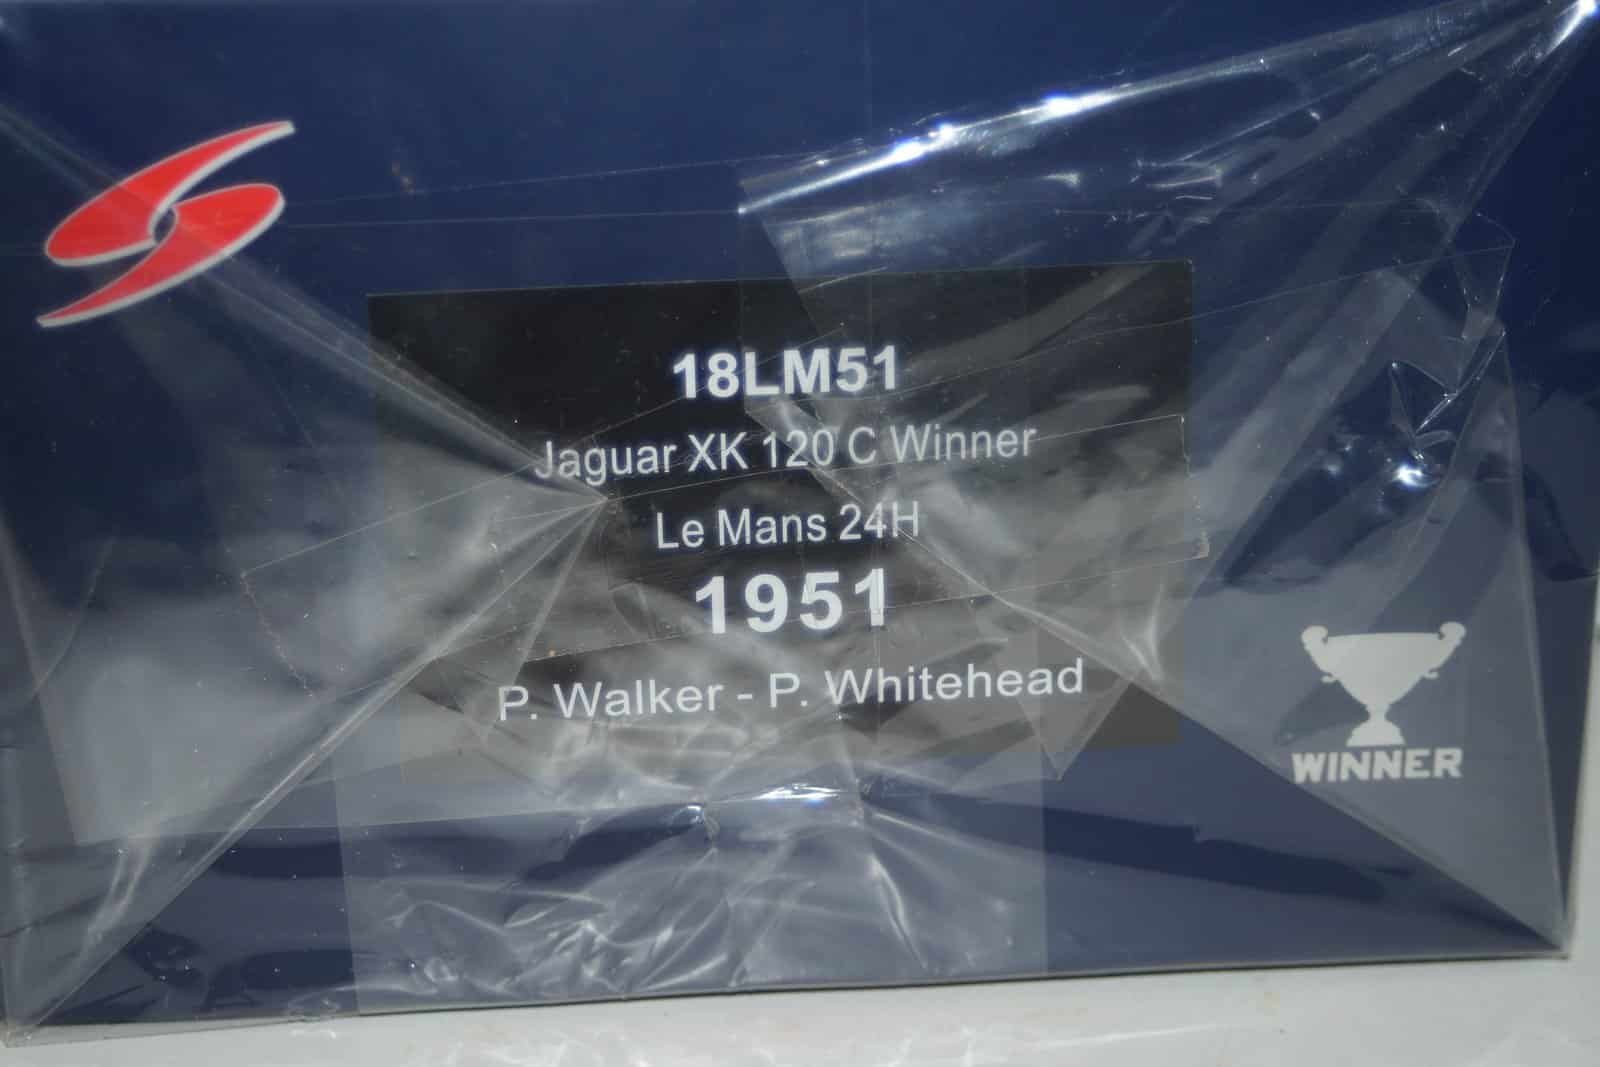 18LM51
Jaguar XK 120 C Winner
Le Mans 24H
1951
P. Walker - P. Whitehead
WINNER